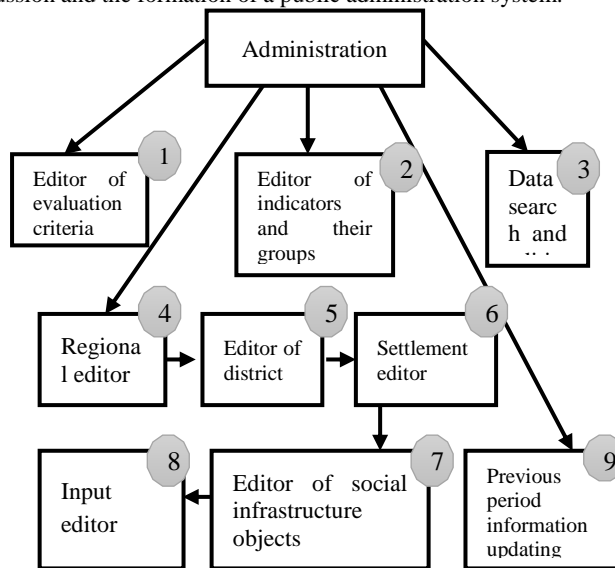 ussion and the formation of a public administration system.
Administration
1
Editor of
evaluation
criteria
2
Editor of
indicators
and their
groups
3
Data
searc
h and
4
Regiona
l editor
5
Editor of
district
6
Settlement
editor
8
Input
editor
7
Editor of social
infrastructure
objects
9
Previous
period
information
updating